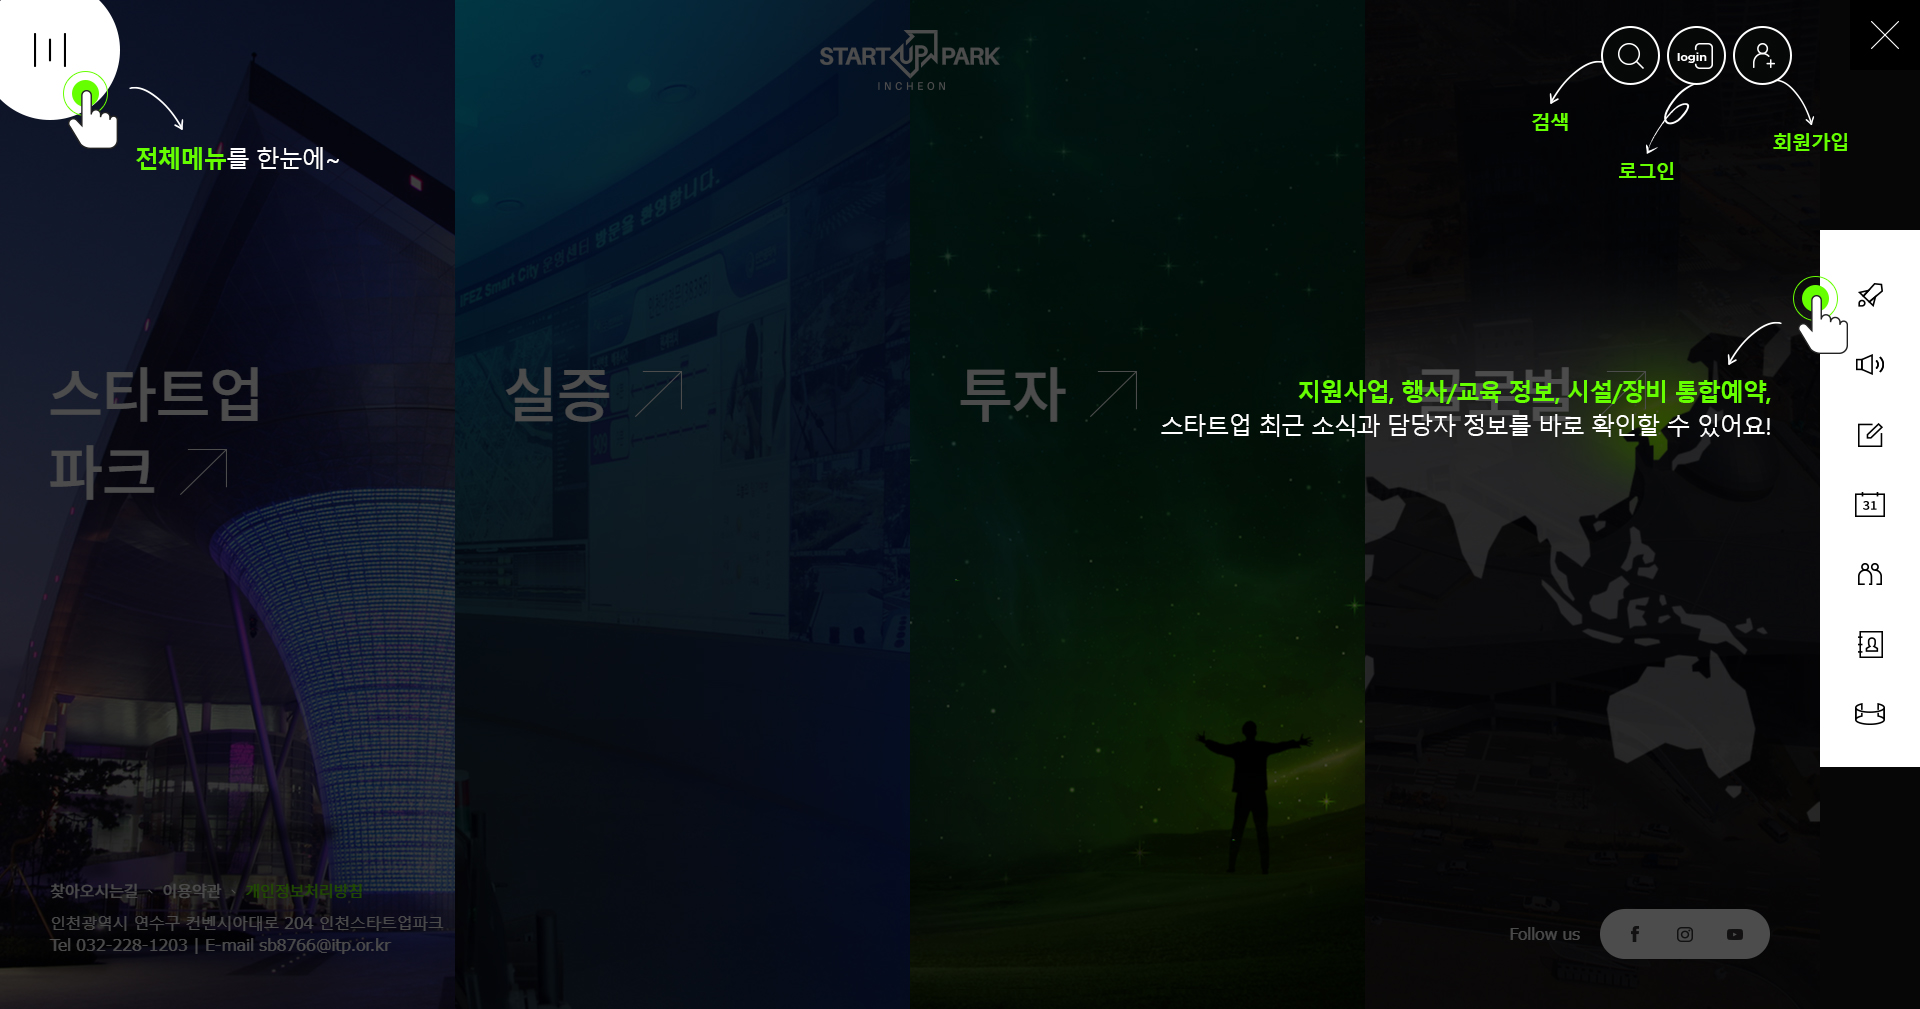 START UP PARK
INCHEON
login
검색
로그인
회원가입
전체메뉴를 한눈에~
방문을 환영합니다.
IFEZ Smart City 운영센터
스타트업
파크
실증
투자
글로벌
지원사업, 행사/교육 정보, 시설/장비 통합예약,
스타트업 최근 소식과 담당자 정보를 바로 확인할 수 있어요!
31
찾아오시는길
이용약관
개인정보처리방침
인천광역시 연수구 컨벤시아대로 204 인천스타트업파크
Tel 032-228-1203 | E-mail sb8766@itp.or.kr
Follow us